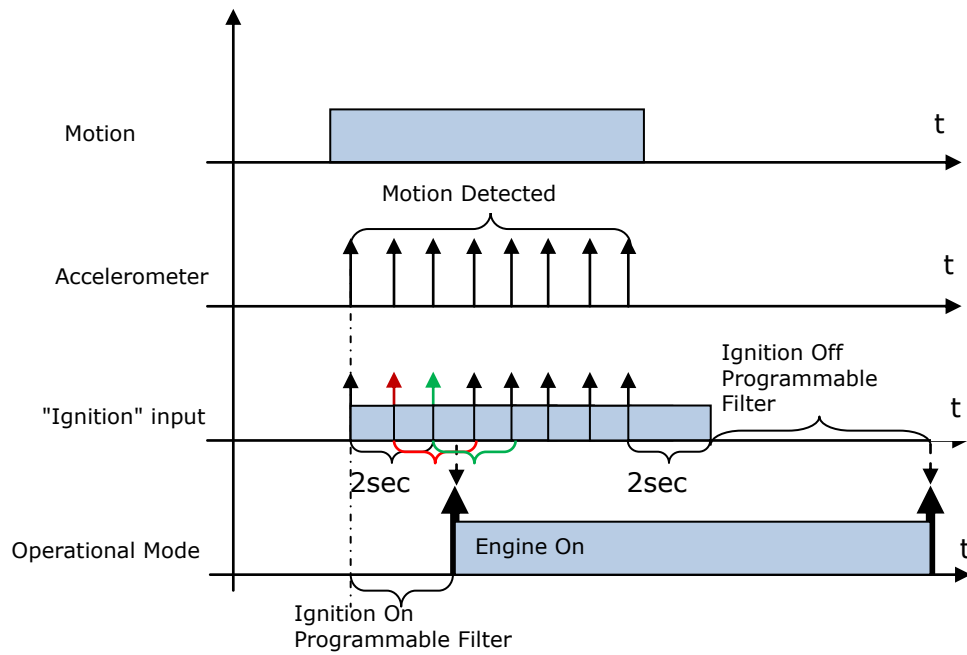 t
Motion
Motion Detected
t
Accelerometer
Ignition Off
Programmable
Filter
t
"Ignition" input
2sec
2sec
Operational Mode
Engine On
t
Ignition On
Programmable Filter